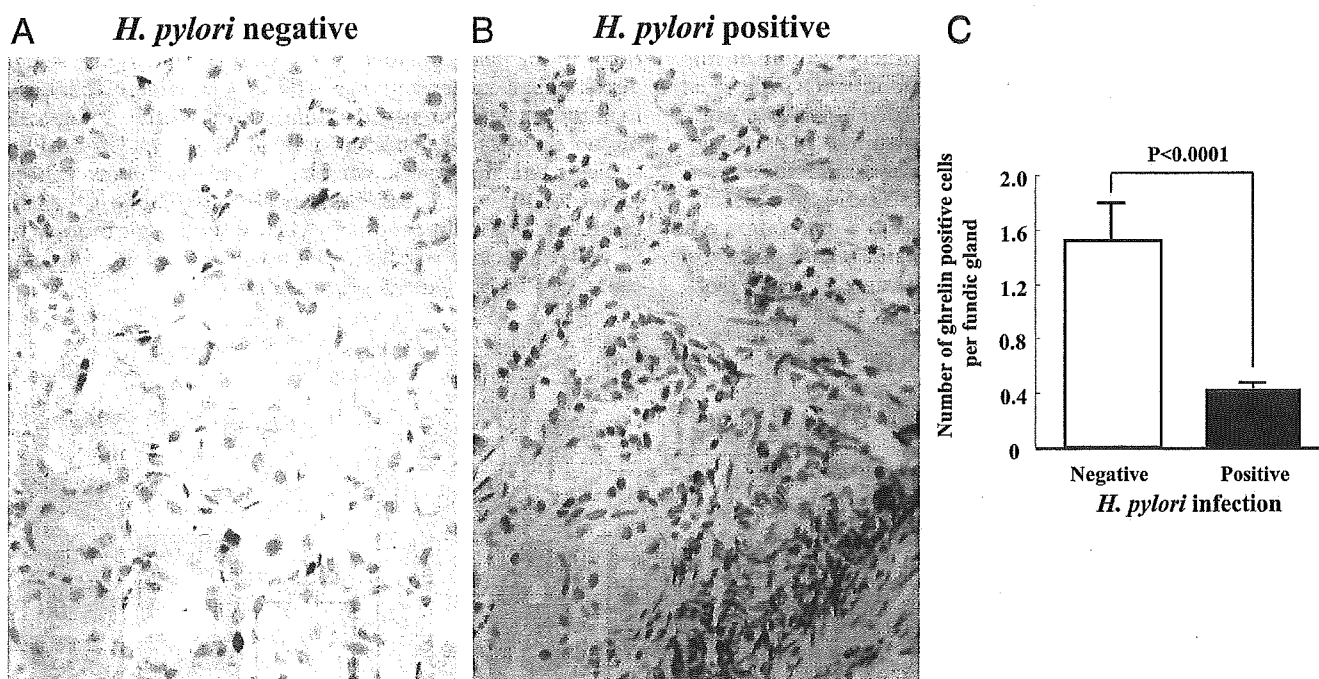 A
H. pylori negative
B
H. pylori positive
C
P<0.0001
Number of ghrelin positive cells
per fundic gland
2.0
1.6
1.2
0.8
0.4
0
Negative
Positive
H. pylori infection